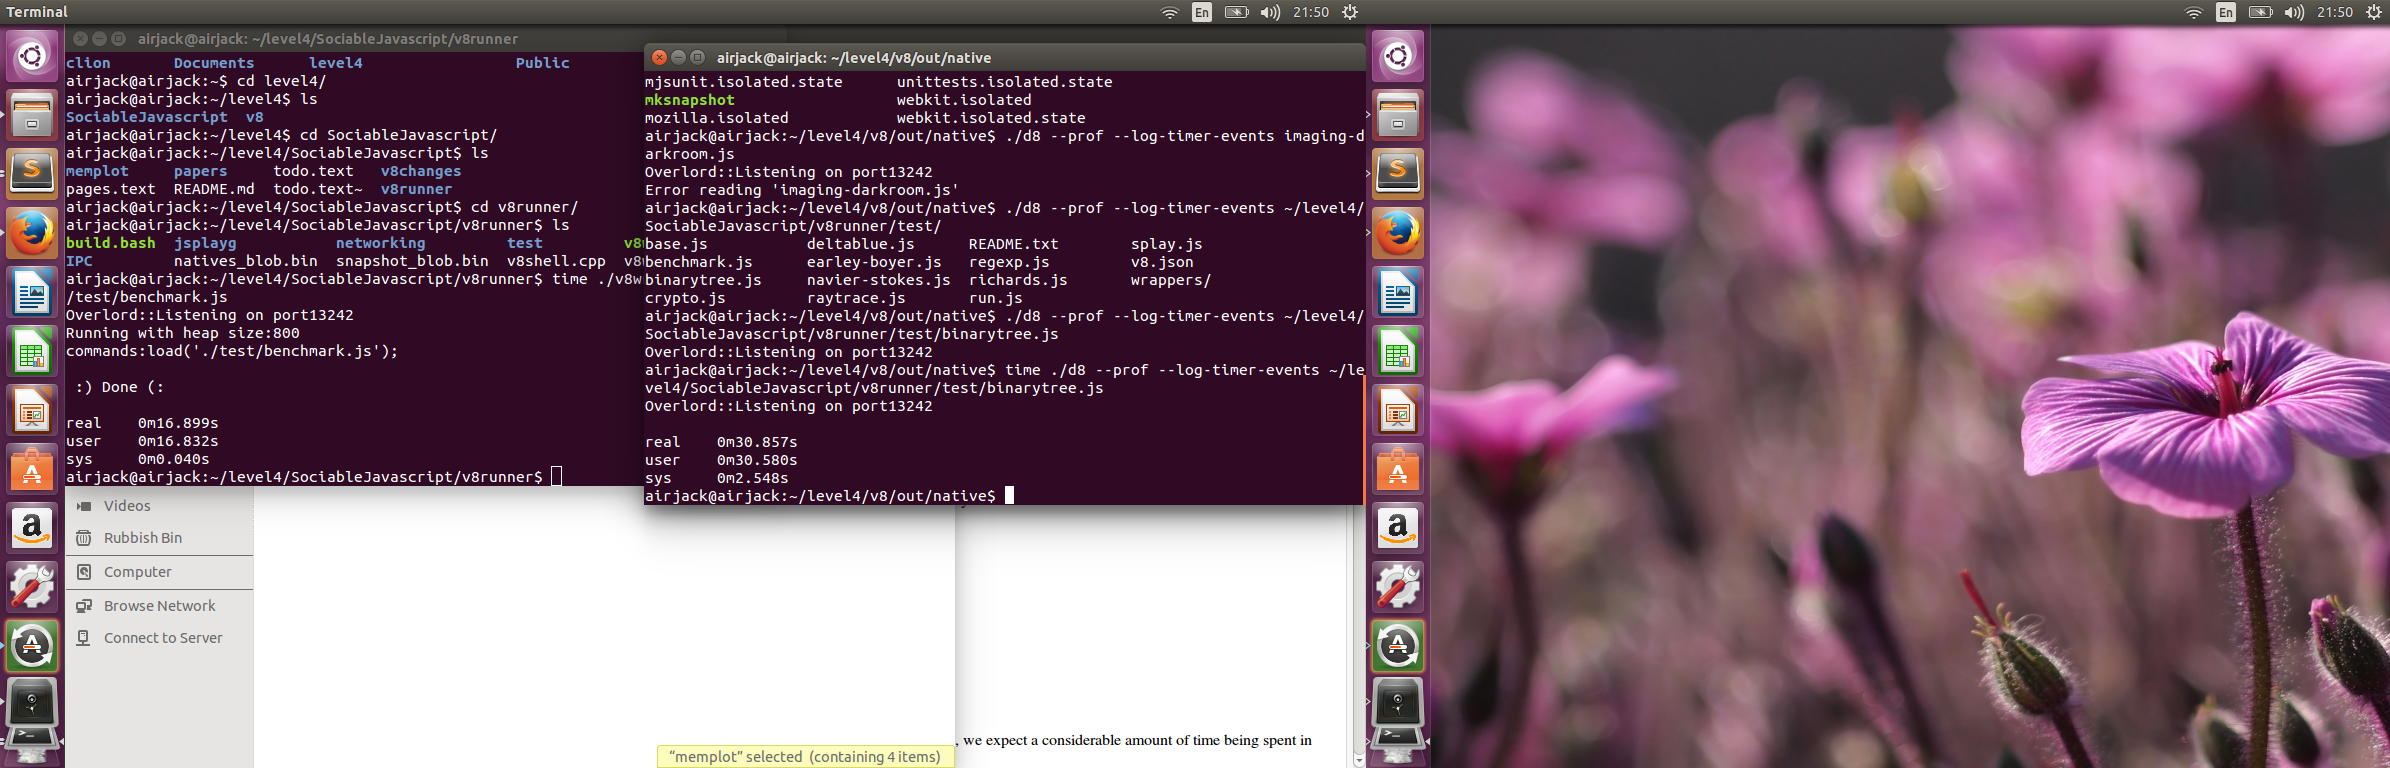 Terminal
En
21:50
En
21:50
airjack@airjack: ~/level4/SociableJavascript/v8runner
clion Documents level4 Public
airjack@airjack:~$ cd level4/
airjack@airjack:~/level4$ ls
SociableJavascript v8
airjack@airjack:~/level4$ cd SociableJavascript/
airjack@airjack:~/level4/SociableJavascript$ ls
memplot papers todo.text v8changes
pages.text README.md todo.text~ v8runner
airjack@airjack:~/level4/SociableJavascript$ cd v8runner/
airjack@airjack:~/level4/SociableJavascript/v8runner$ ls
build.bash jsplayg networking test
IPC natives_blob.bin snapshot_blob.bin v8shell.cpp
airjack@airjack:~/level4/SociableJavascript/v8runner$ time ./v8w
/test/benchmark.js
Overlord::Listening on port13242
Running with heap size:800
commands:load('./test/benchmark.js');
:) Done (:
real 0m16.899s
user 0m16.832s
sys 0m0.040s
airjack@airjack:~/level4/SociableJavascript/v8runner$
airjack@airjack: ~/level4/v8/out/native
mjsunit.isolated.state unittests.isolated.state
mksnapshot webkit.isolated
mozilla.isolated webkit.isolated.state
airjack@airjack:~/level4/v8/out/native$ ./d8 --prof --log-timer-events imaging-d
arkroom.js
Overlord::Listening on port13242
Error reading 'imaging-darkroom.js'
airjack@airjack:~/level4/v8/out/native$ ./d8 --prof --log-timer-events ~/level4/
SociableJavascript/v8runner/test/
base.js deltablue.js README.txt splay.js
benchmark.js earley-boyer.js regexp.js v8.json
binarytree.js navier-stokes.js richards.js wrappers/
crypto.js raytrace.js run.js
airjack@airjack:~/level4/v8/out/native$ ./d8 --prof --log-timer-events ~/level4/
SociableJavascript/v8runner/test/binarytree.js
Overlord::Listening on port13242
airjack@airjack:~/level4/v8/out/native$ time ./d8 --prof --log-timer-events ~/le
vel4/SociableJavascript/v8runner/test/binarytree.js
Overlord::Listening on port13242
real 0m30.857s
user 0m30.580s
sys 0m2.548s
airjack@airjack:~/level4/v8/out/native$
Videos
Rubbish Bin
Computer
Browse Network
Connect to Server
“memplot” selected (containing 4 items)
, we expect a considerable amount of time being spent in